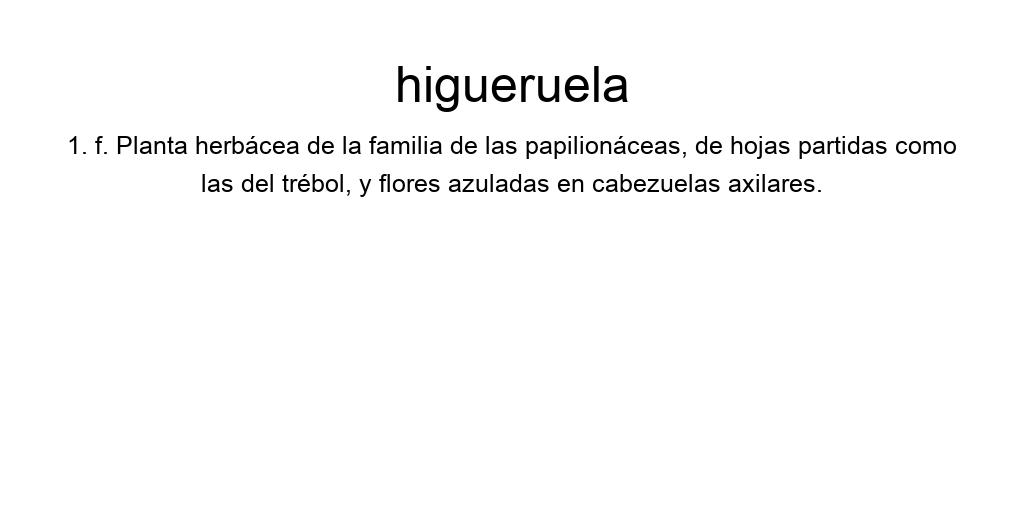 higueruela
1. f. Planta herbácea de la familia de las papilionáceas, de hojas partidas como
las del trébol, y flores azuladas en cabezuelas axilares.